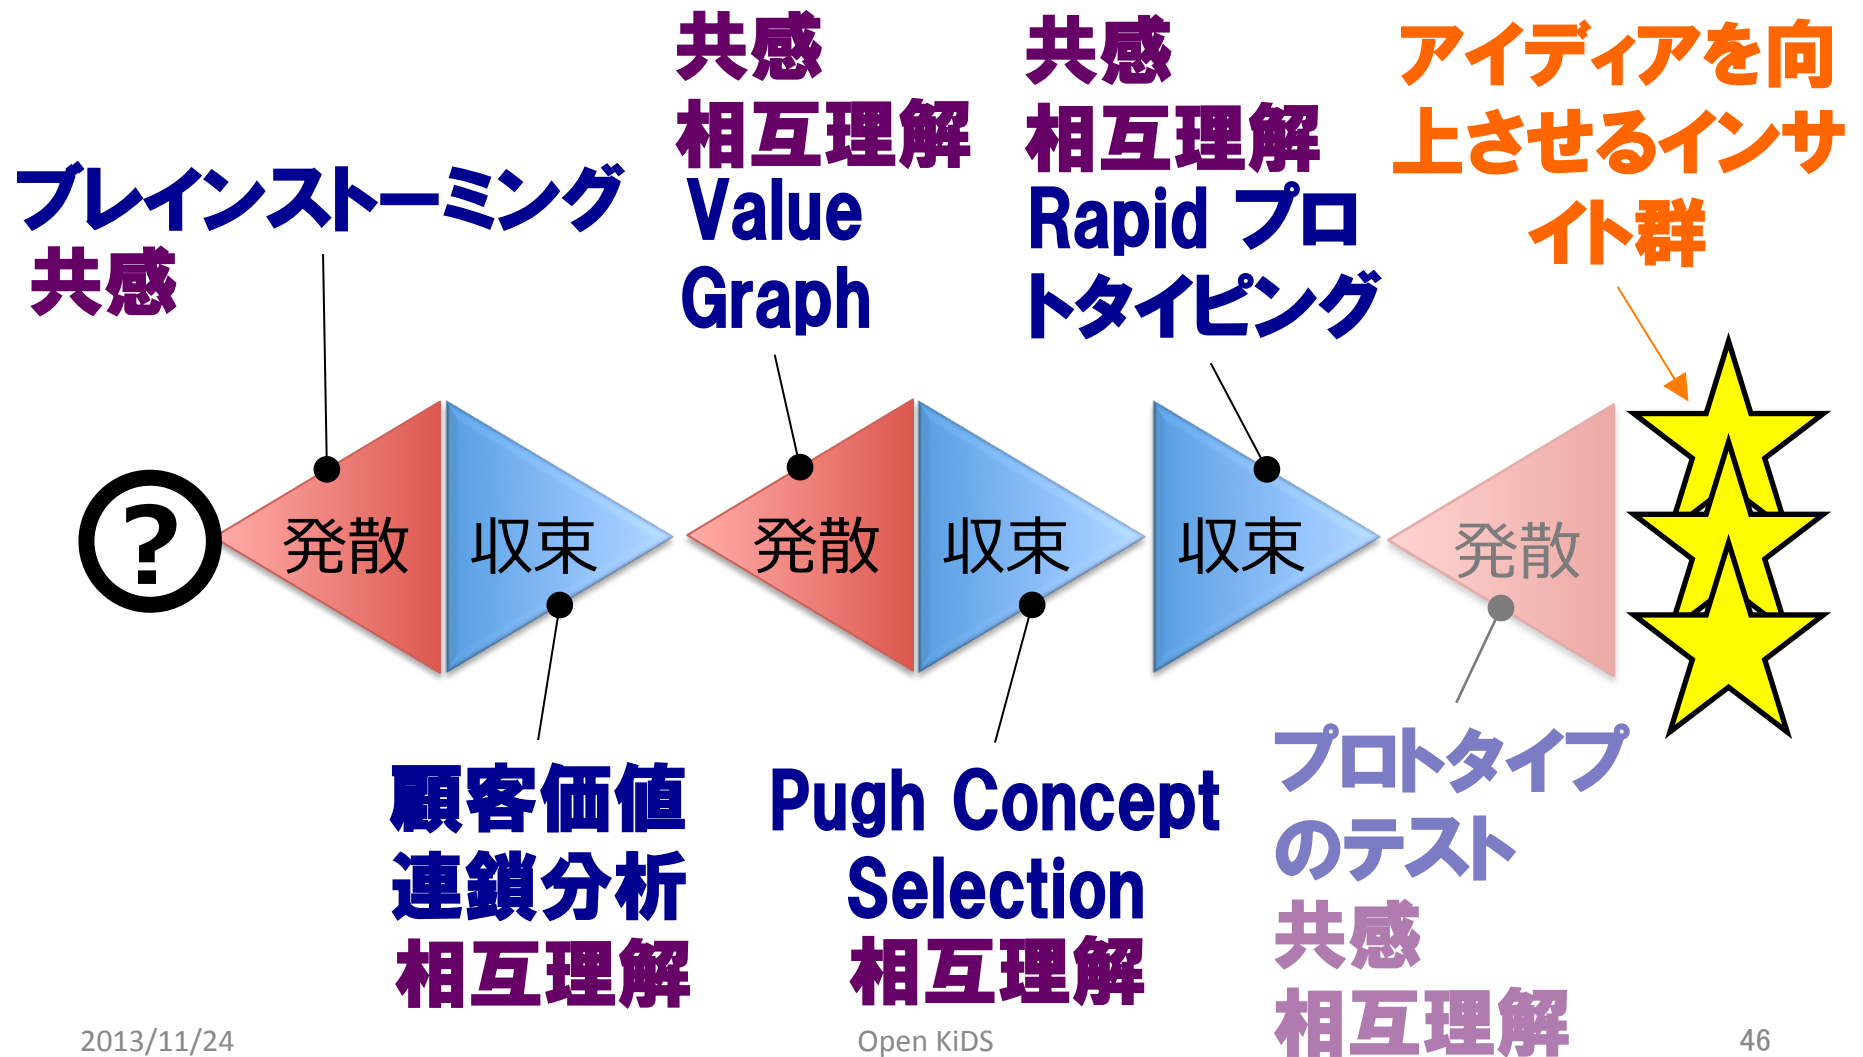 ブレインストーミング
共感
共感
相互理解
Value
Graph
共感
相互理解
Rapid プロ
トタイピング
アイディアを向
上させるインサ
イト群
?
発散
収束
発散
収束
収束
発散
顧客価値
連鎖分析
相互理解
Pugh Concept
Selection
相互理解
プロトタイプ
のテスト
共感
相互理解
2013/11/24
Open KiDS
46